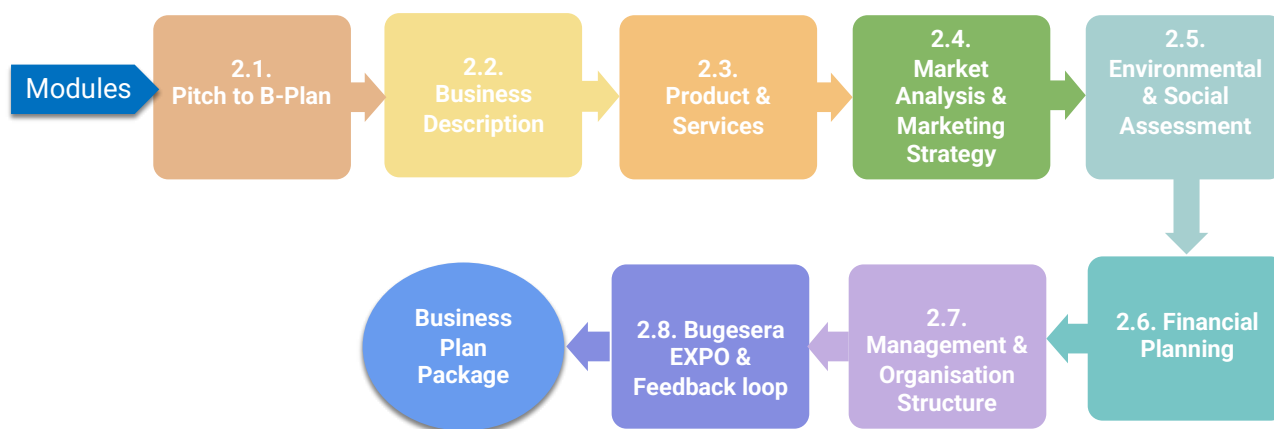 Modules
2.1.
Pitch to B-Plan
2.2.
Business
Description
2.3.
Product &
Services
2.4.
Market
Analysis &
Marketing
Strategy
2.5.
Environmental
& Social
Assessment
2.6. Financial
Planning
2.7.
Management &
Organisation
Structure
2.8. Bugesera
EXPO &
Feedback loop
Business
Plan
Package